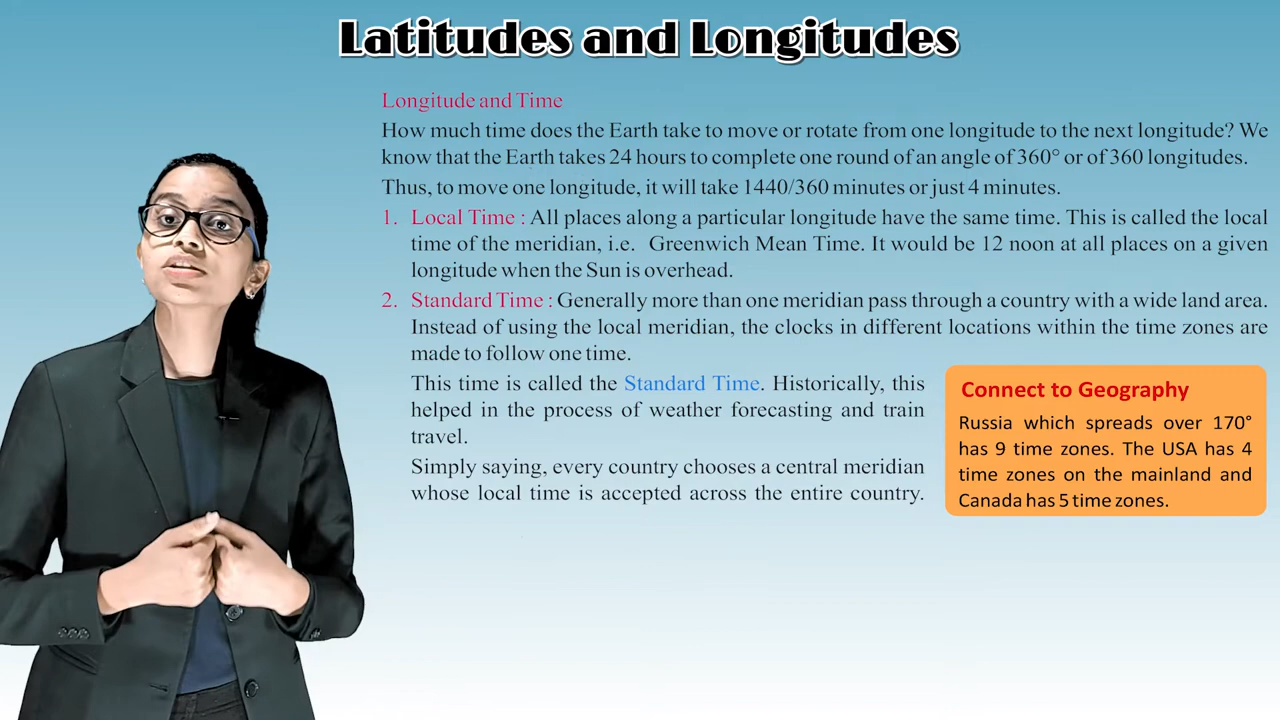 Latitudes and Longitudes
Longitude and Time
How much time does the Earth take to move or rotate from one longitude to the next longitude? We
know that the Earth takes 24 hours to complete one round of an angle of 360° or of 360 longitudes.
Thus, to move one longitude, it will take 1440/360 minutes or just 4 minutes.
1. Local Time : All places along a particular longitude have the same time. This is called the local
time of the meridian, i.e. Greenwich Mean Time. It would be 12 noon at all places on a given
longitude when the Sun is overhead.
2. Standard Time : Generally more than one meridian pass through a country with a wide land area.
Instead of using the local meridian, the clocks in different locations within the time zones are
made to follow one time.
This time is called the Standard Time. Historically, this
helped in the process of weather forecasting and train
travel.
Simply saying, every country chooses a central meridian
whose local time is accepted across the entire country.
Connect to Geography
Russia which spreads over 170°
has 9 time zones. The USA has 4
time zones on the mainland and
Canada has 5 time zones.